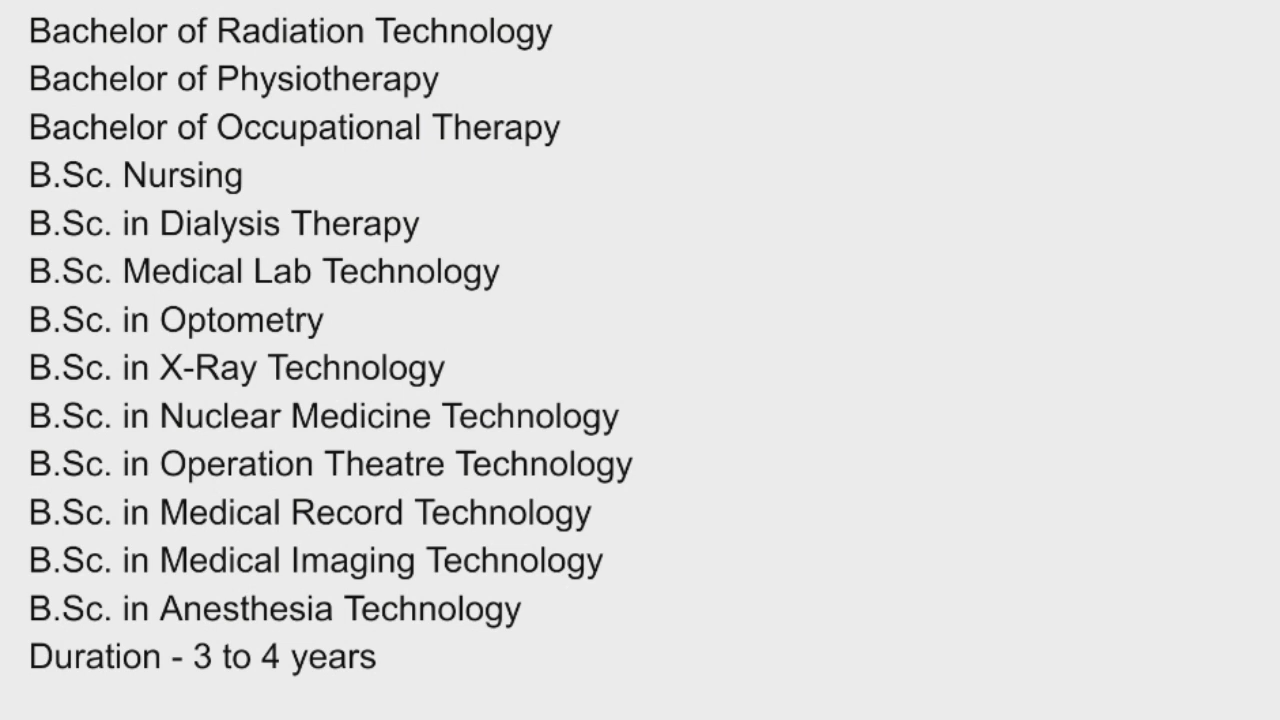 Bachelor of Radiation Technology
Bachelor of Physiotherapy
Bachelor of Occupational Therapy
B.Sc. Nursing
B.Sc. in Dialysis Therapy
B.Sc. Medical Lab Technology
B.Sc. in Optometry
B.Sc. in X-Ray Technology
B.Sc. in Nuclear Medicine Technology
B.Sc. in Operation Theatre Technology
B.Sc. in Medical Record Technology
B.Sc. in Medical Imaging Technology
B.Sc. in Anesthesia Technology
Duration - 3 to 4 years